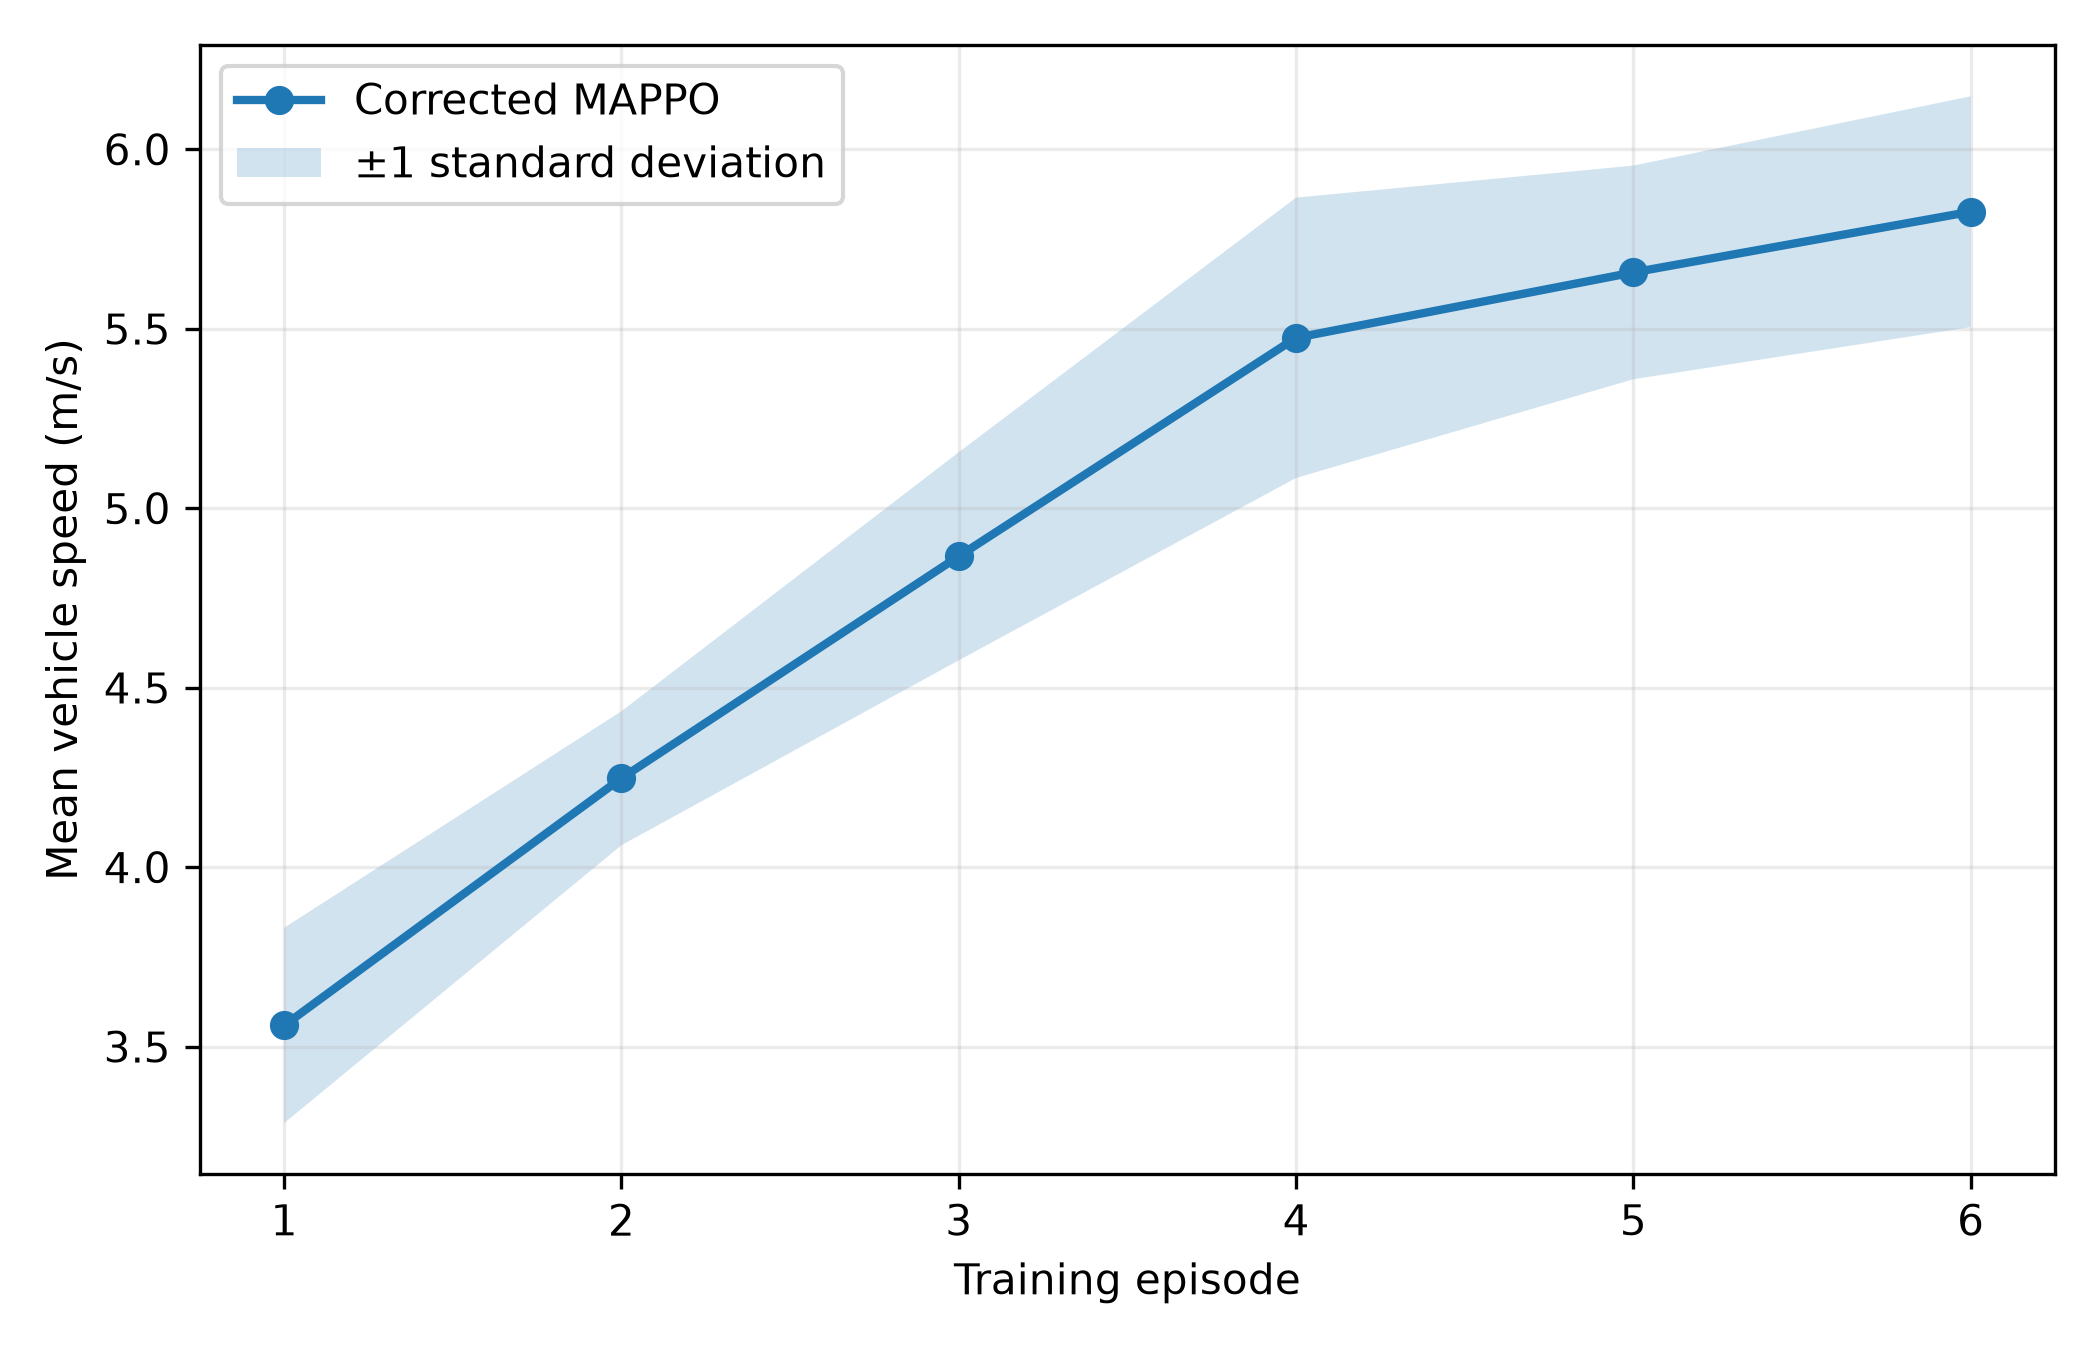 Corrected MAPPO
±1 standard deviation
6.0
5.5
5.0
4.5
4.0
3.5
Mean vehicle speed (m/s)
1 2 3 4 5 6
Training episode